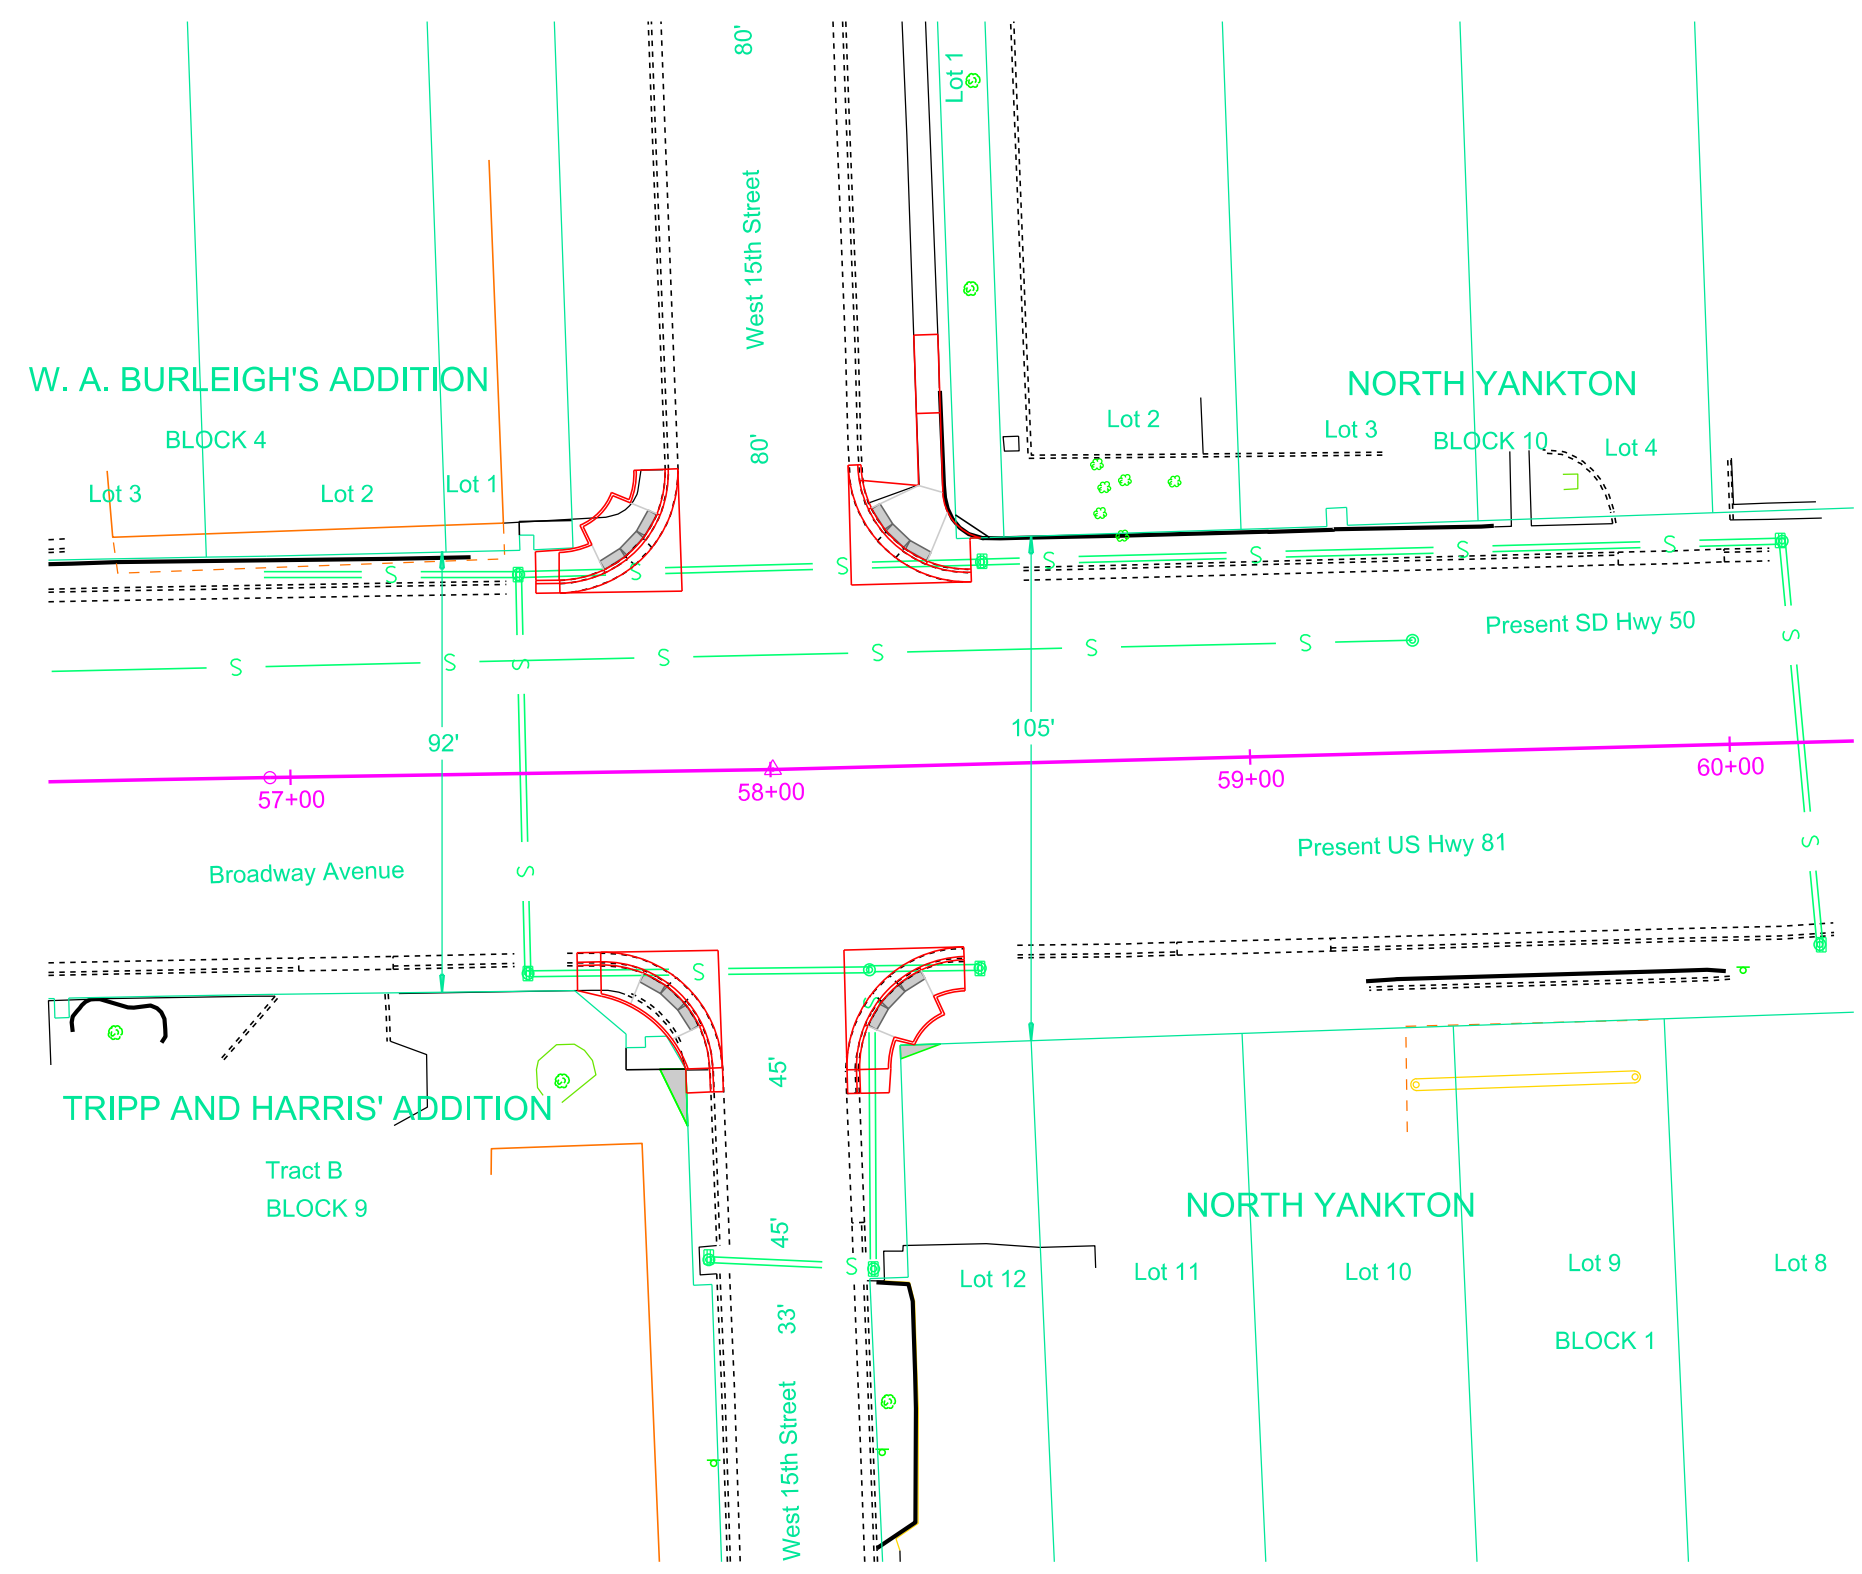 80'
Lot 1
West 15th Street
W. A. BURLEIGH'S ADDITION
NORTH YANKTON
BLOCK 4
80'
Lot 2
Lot 3
BLOCK 10
Lot 4
Lot 3
Lot 2
Lot 1
S
S
S
S
S
S
S
Present SD Hwy 50
S
S
S
S
S
S
S
S
92'
105'
57+00
58+00
59+00
60+00
Broadway Avenue
S
Present US Hwy 81
S
S
S
45'
TRIPP AND HARRIS' ADDITION
Tract B
BLOCK 9
45'
S
NORTH YANKTON
Lot 12
Lot 11
Lot 10
Lot 9
Lot 8
33'
BLOCK 1
West 15th Street